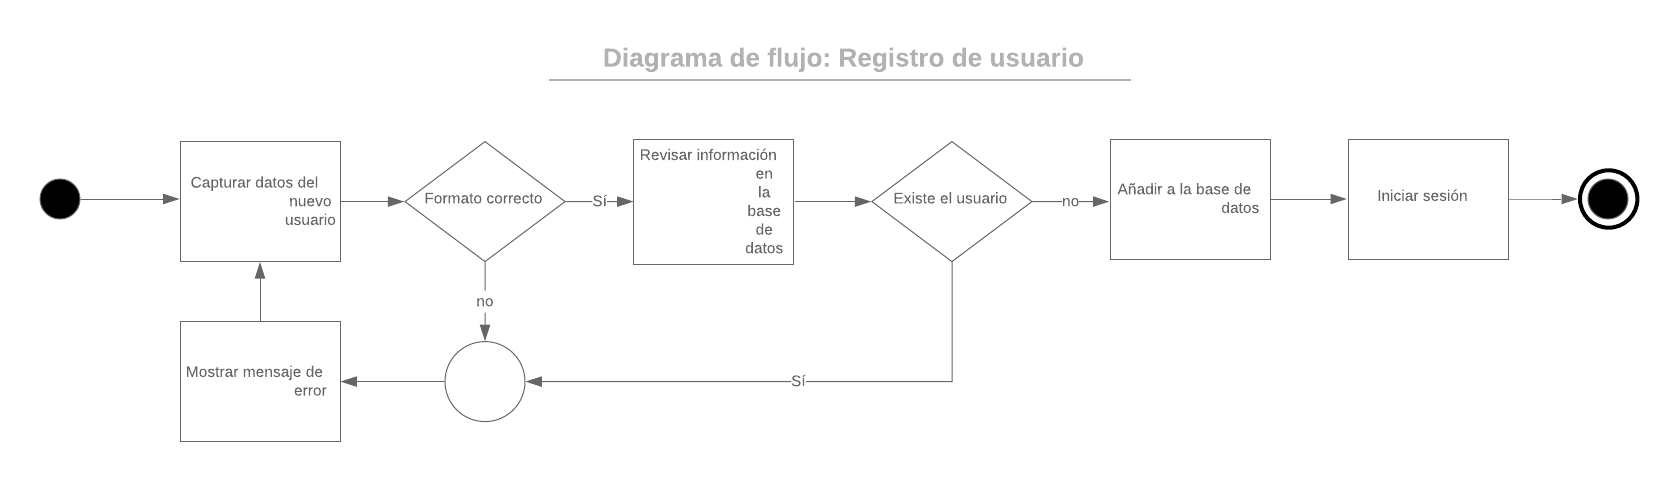 Diagrama de flujo: Registro de usuario
Capturar datos del
nuevo
usuario
Formato correcto
Sí
Revisar información
en
la
base
de
datos
Existe el usuario
no
Añadir a la base de
datos
Iniciar sesión
no
Mostrar mensaje de
error
Sí